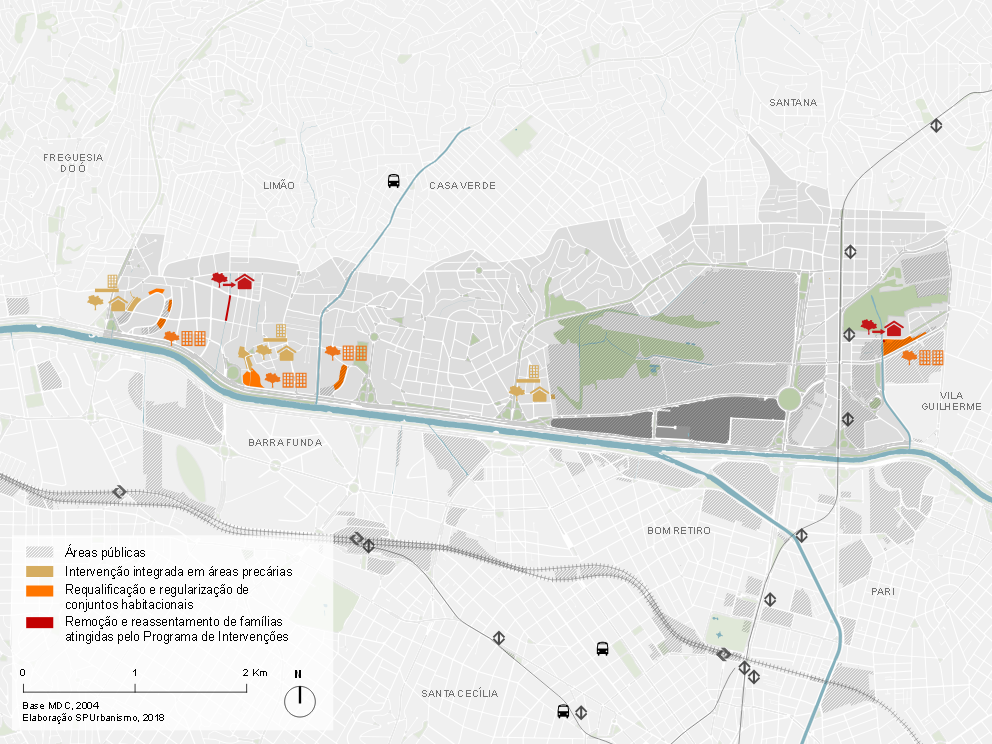 SANTANA
FREGUESIA
DO Ó
LIMÃO
CASA VERDE
VILA
GUILHERME
BARRA FUNDA
BOM RETIRO
PARI
SANTA CECÍLIA
Áreas públicas
Intervenção integrada em áreas precárias
Requalificação e regularização de
conjuntos habitacionais
Remoção e reassentamento de famílias
atingidas pelo Programa de Intervenções
0 1 2 Km
N
Base MDC, 2004
Elaboração SPUrbanismo, 2018